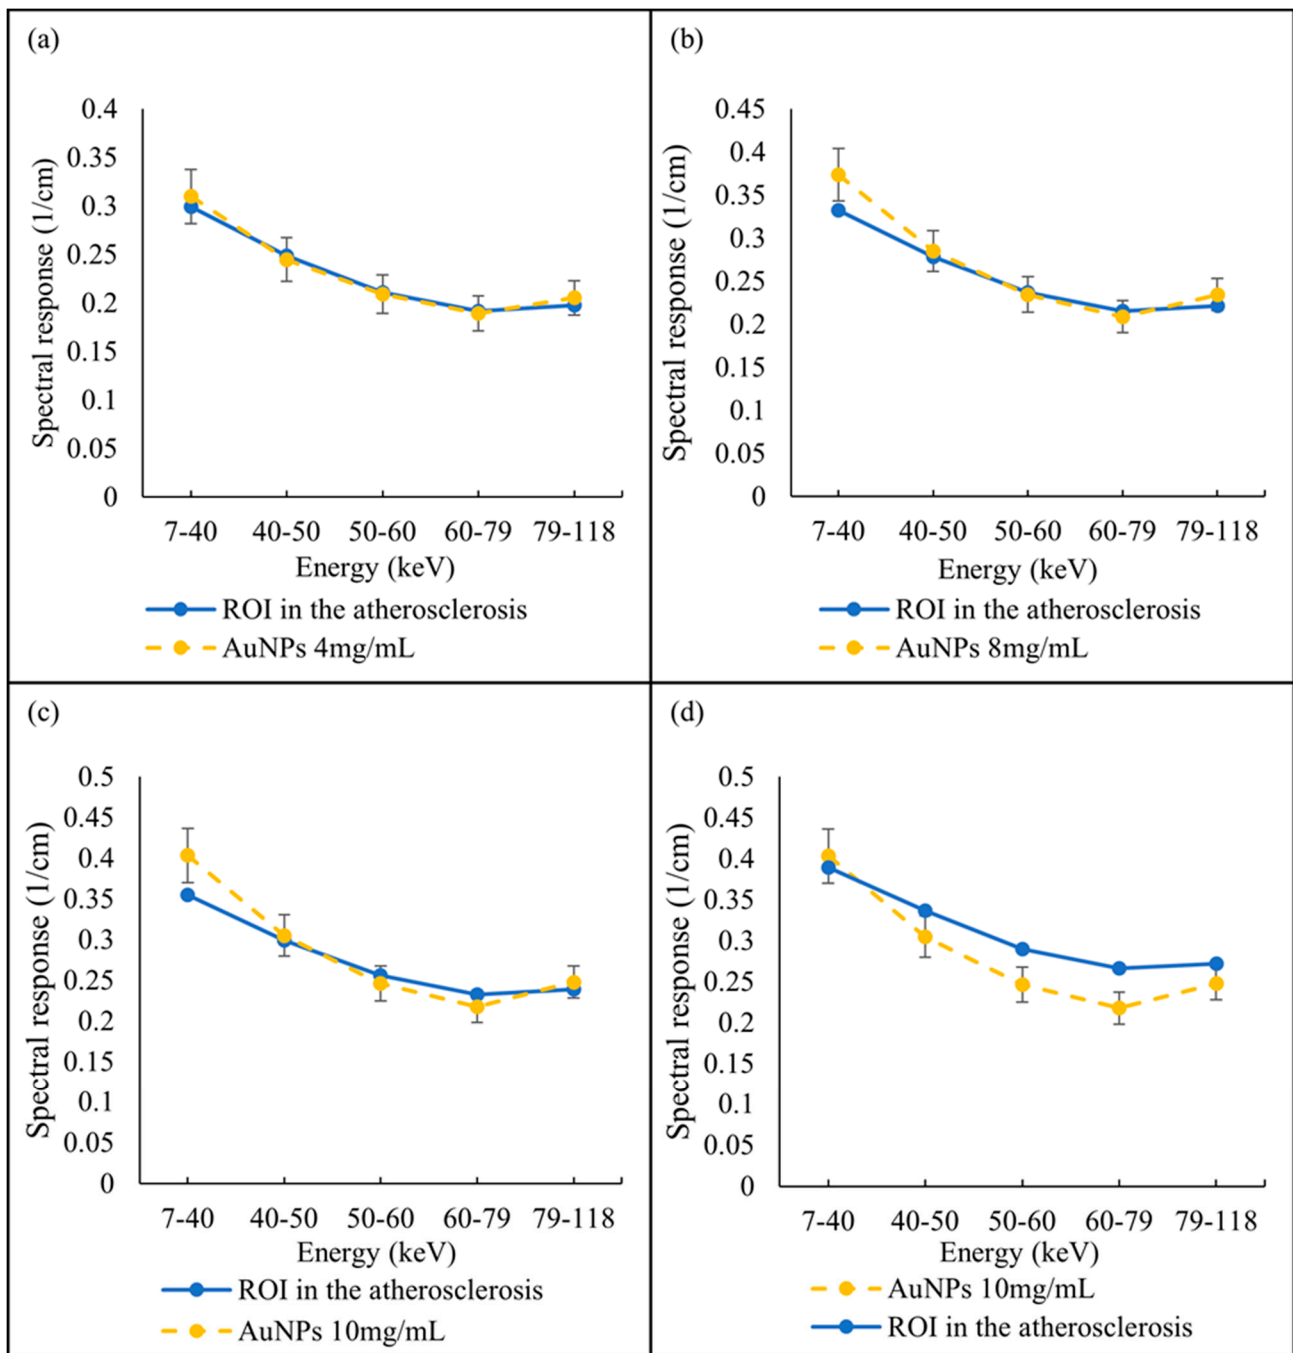 (a)
0.4
0.35
0.3
0.25
0.2
0.15
0.1
0.05
0
Spectral response (1/cm)
7-40 40-50 50-60 60-79 79-118
Energy (keV)
ROI in the atherosclerosis
AuNPs 4mg/mL
(b)
0.45
0.4
0.35
0.3
0.25
0.2
0.15
0.1
0.05
0
Spectral response (1/cm)
7-40 40-50 50-60 60-79 79-118
Energy (keV)
ROI in the atherosclerosis
AuNPs 8mg/mL
(c)
0.5
0.45
0.4
0.35
0.3
0.25
0.2
0.15
0.1
0.05
0
Spectral response (1/cm)
7-40 40-50 50-60 60-79 79-118
Energy (keV)
ROI in the atherosclerosis
AuNPs 10mg/mL
(d)
0.5
0.45
0.4
0.35
0.3
0.25
0.2
0.15
0.1
0.05
0
Spectral response (1/cm)
7-40 40-50 50-60 60-79 79-118
Energy (keV)
AuNPs 10mg/mL
ROI in the atherosclerosis